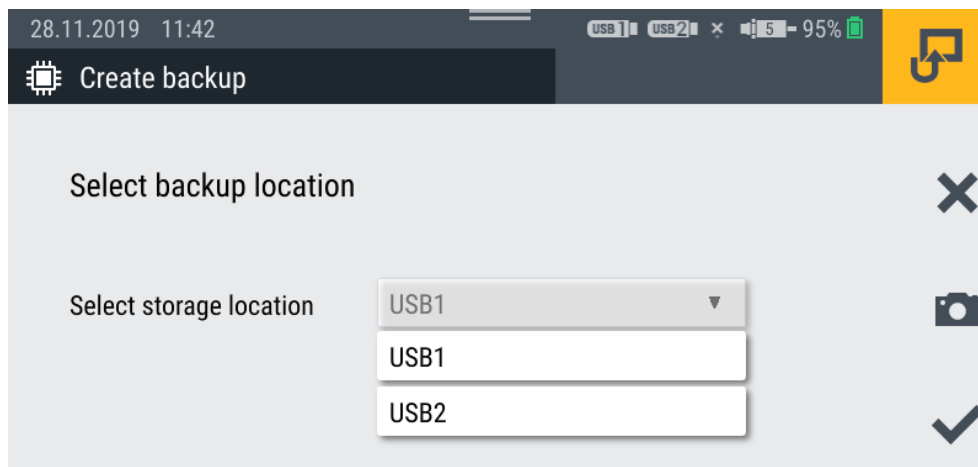 28.11.2019 11:42 USB1 USB2 5 95%
Create backup
Select backup location
Select storage location USB1
USB1
USB2